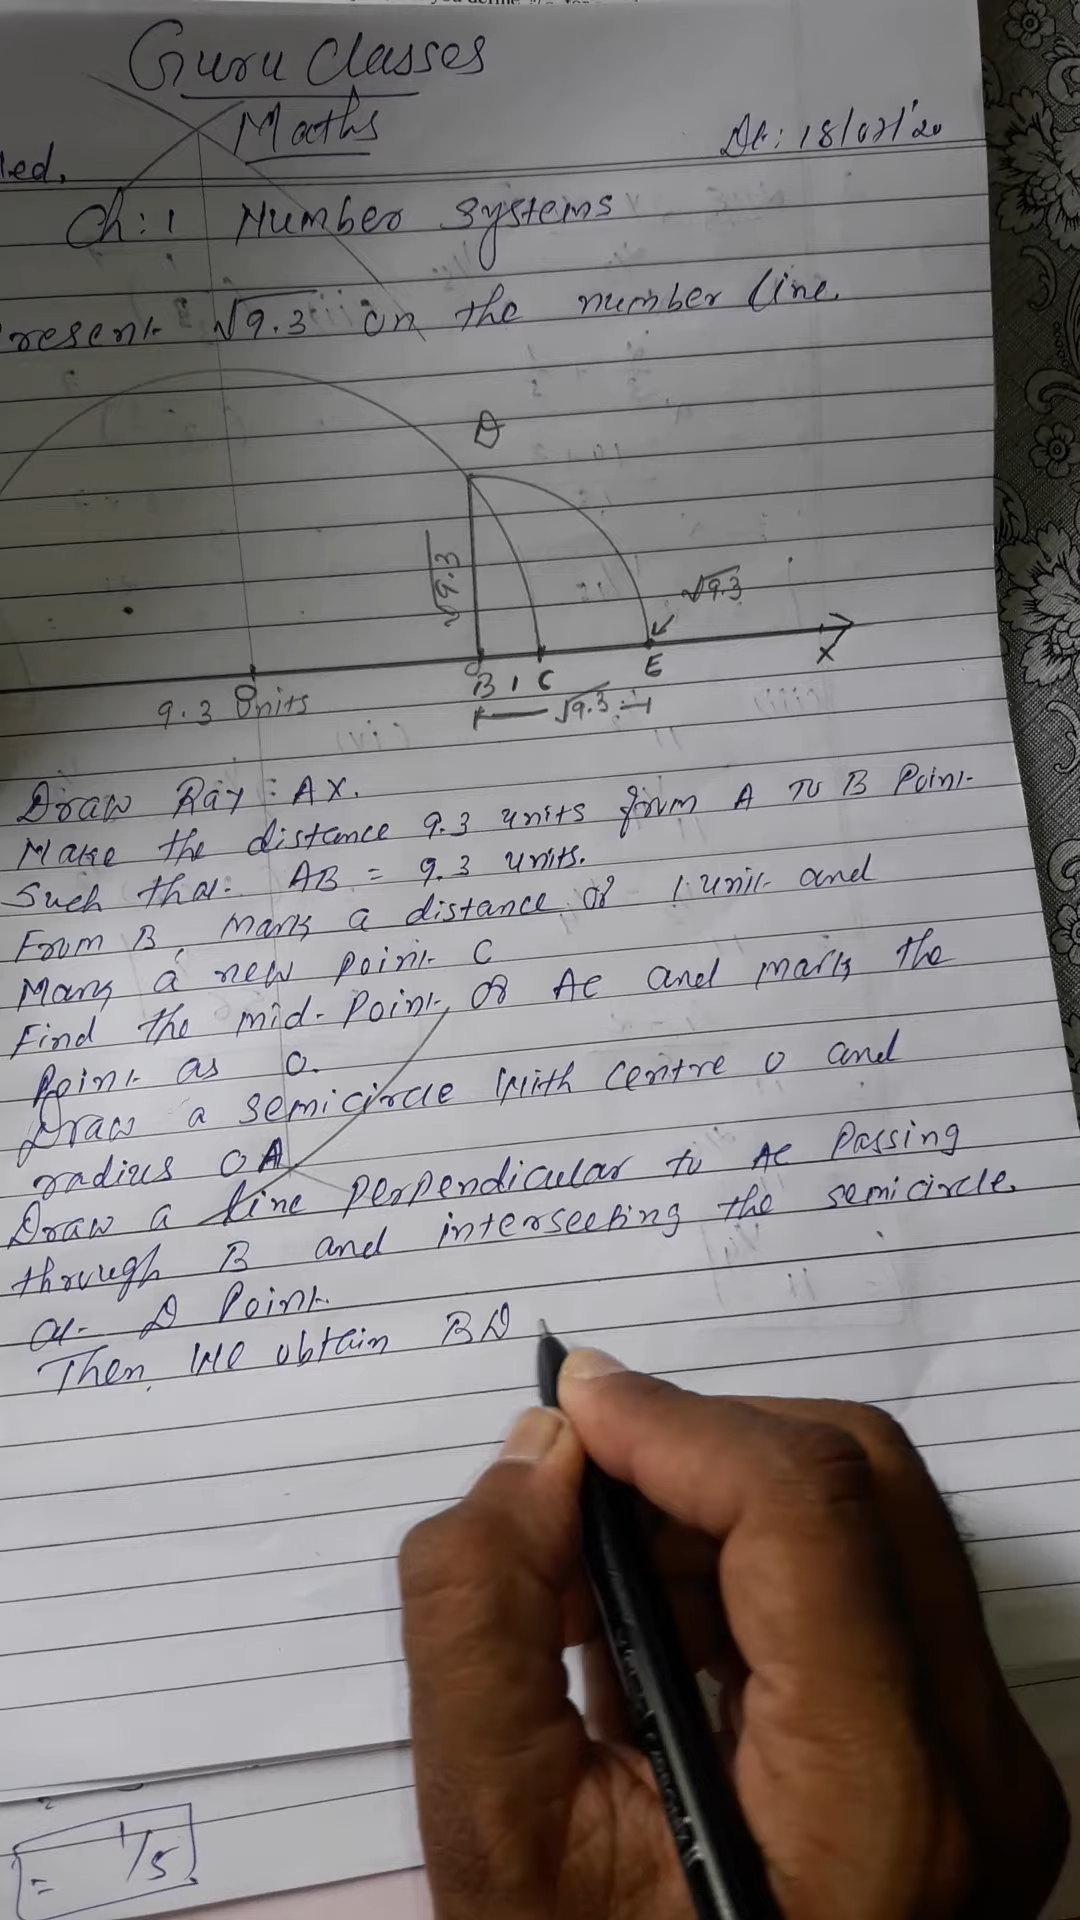 Guru Classes
Maths
Dt: 18/07/20
led.
Ch: 1 Number Systems
present √9.3 on the number line.
D
√9.3
√9.3
B 1 C
E
X
9.3 Units
O
√9.3
Draw Ray : AX.
Make the distance 9.3 units from A to B Point
Such that AB = 9.3 units.
From B, Mark a distance of 1 unit and
Mark a new point C
Find the mid-Point of AC and mark the
Point as O.
Draw a semicircle with centre O and
radius OA
Draw a line perpendicular to AC Passing
through B and intersecting the semicircle.
at D Point.
Then, We obtain BD
= 1/5